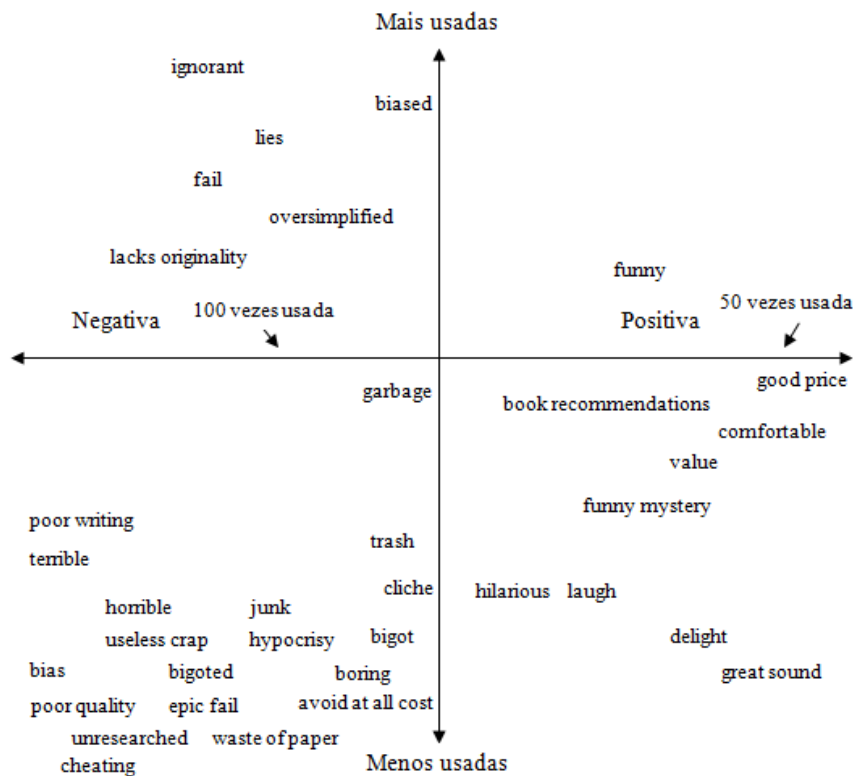 Mais usadas
ignorant
biased
lies
fail
oversimplified
lacks originality
funny
Negativa
100 vezes usada
Positiva
50 vezes usada
garbage
good price
book recommendations
comfortable
value
funny mystery
poor writing
trash
terrible
cliche
hilarious
laugh
horrible
junk
useless crap
hypocrisy
bigot
delight
bias
bigoted
boring
great sound
poor quality
epic fail
avoid at all cost
unresearched
waste of paper
cheating
Menos usadas